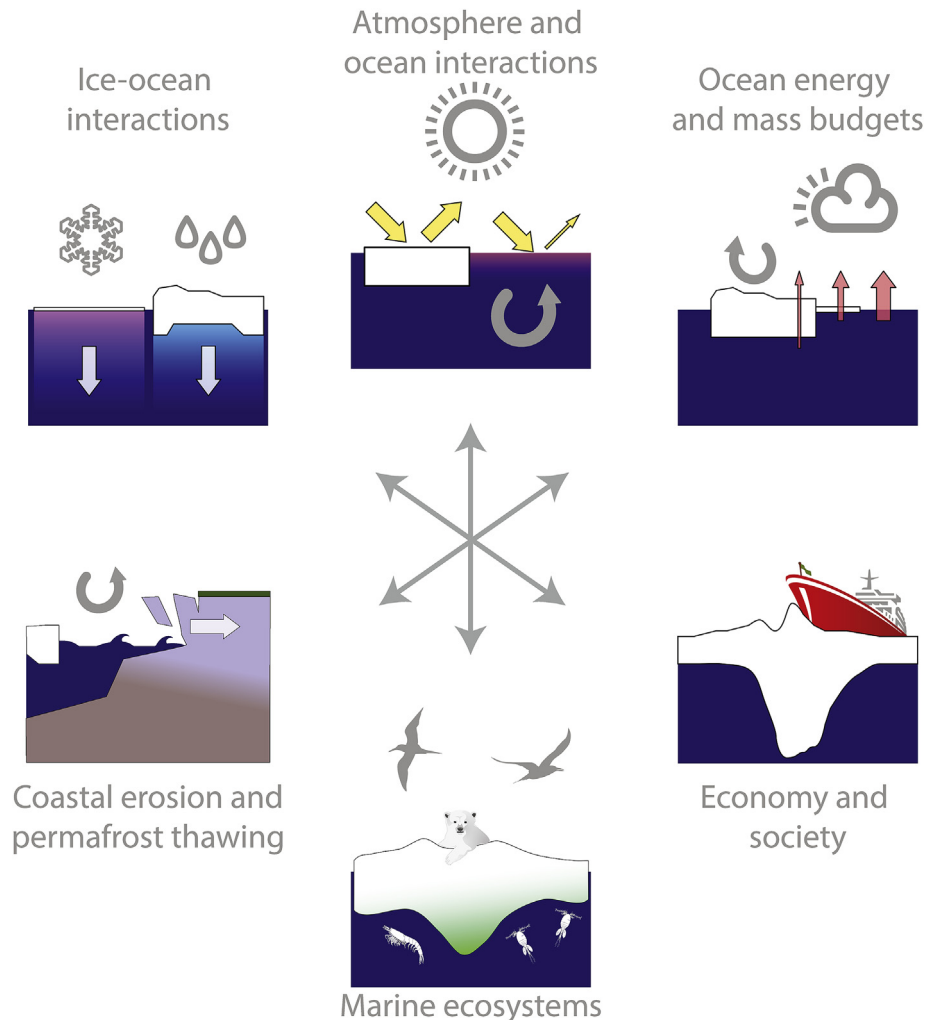 Atmosphere and
ocean interactions
Ice-ocean
interactions
Ocean energy
and mass budgets
Coastal erosion and
permafrost thawing
Economy and
society
Marine ecosystems